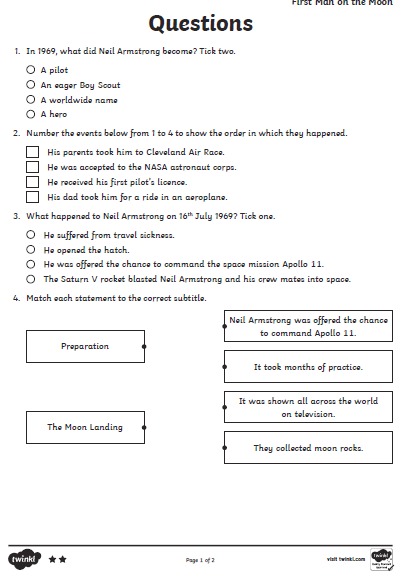 First Man on the Moon
Questions
1. In 1969, what did Neil Armstrong become? Tick two.
A pilot
An eager Boy Scout
A worldwide name
A hero
2. Number the events below from 1 to 4 to show the order in which they happened.
His parents took him to Cleveland Air Race.
He was accepted to the NASA astronaut corps.
He received his first pilot's licence.
His dad took him for a ride in an aeroplane.
3. What happened to Neil Armstrong on 16th July 1969? Tick one.
He suffered from travel sickness.
He opened the hatch.
He was offered the chance to command the space mission Apollo 11.
The Saturn V rocket blasted Neil Armstrong and his crew mates into space.
4. Match each statement to the correct subtitle.
Preparation
The Moon Landing
Neil Armstrong was offered the chance
to command Apollo 11.
It took months of practice.
It was shown all across the world
on television.
They collected moon rocks.
twinkl
Page 1 of 2
visit twinkl.com
twinkl